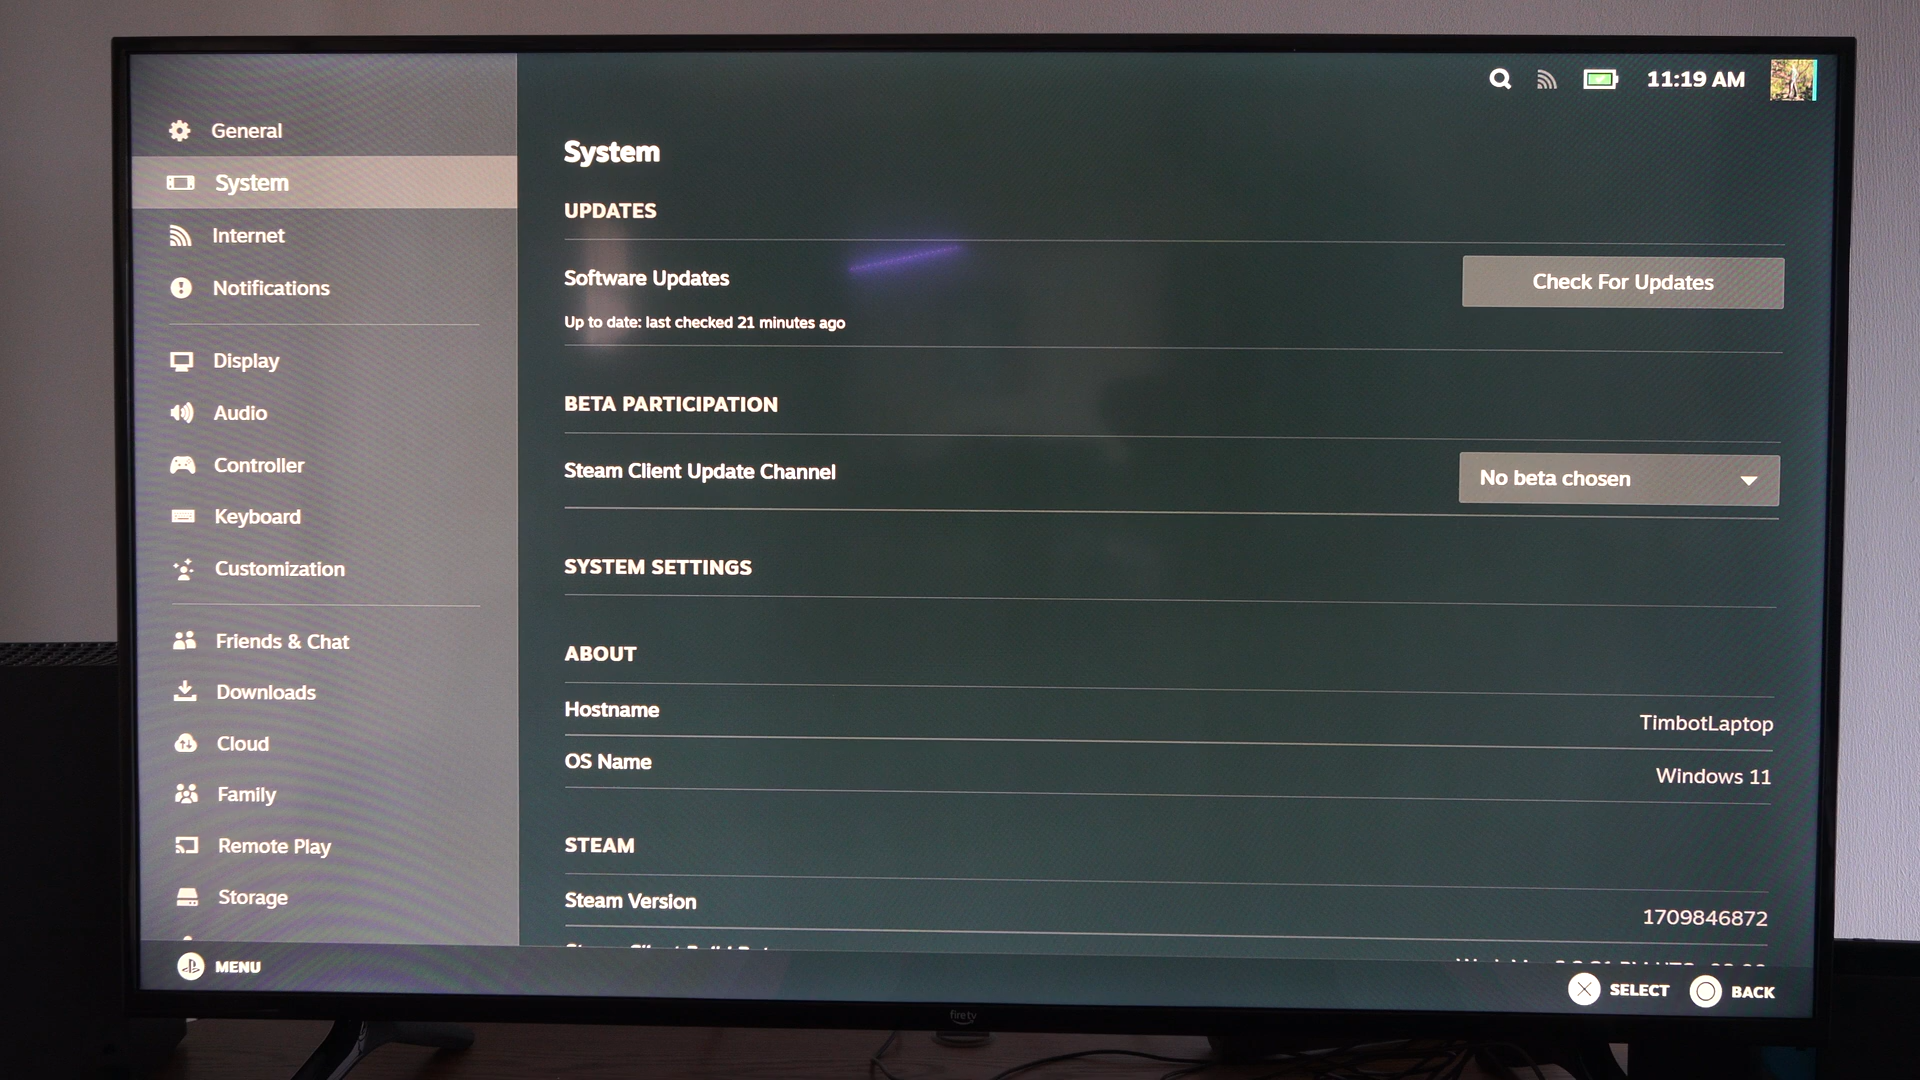 11:19 AM
General
System
Internet
Notifications
Display
Audio
Controller
Keyboard
Customization
Friends & Chat
Downloads
Cloud
Family
Remote Play
Storage
System
UPDATES
Software Updates
Check For Updates
Up to date: last checked 21 minutes ago
BETA PARTICIPATION
Steam Client Update Channel
No beta chosen
SYSTEM SETTINGS
ABOUT
Hostname
TimbotLaptop
OS Name
Windows 11
STEAM
Steam Version
1709846872
MENU
SELECT
BACK
fire tv